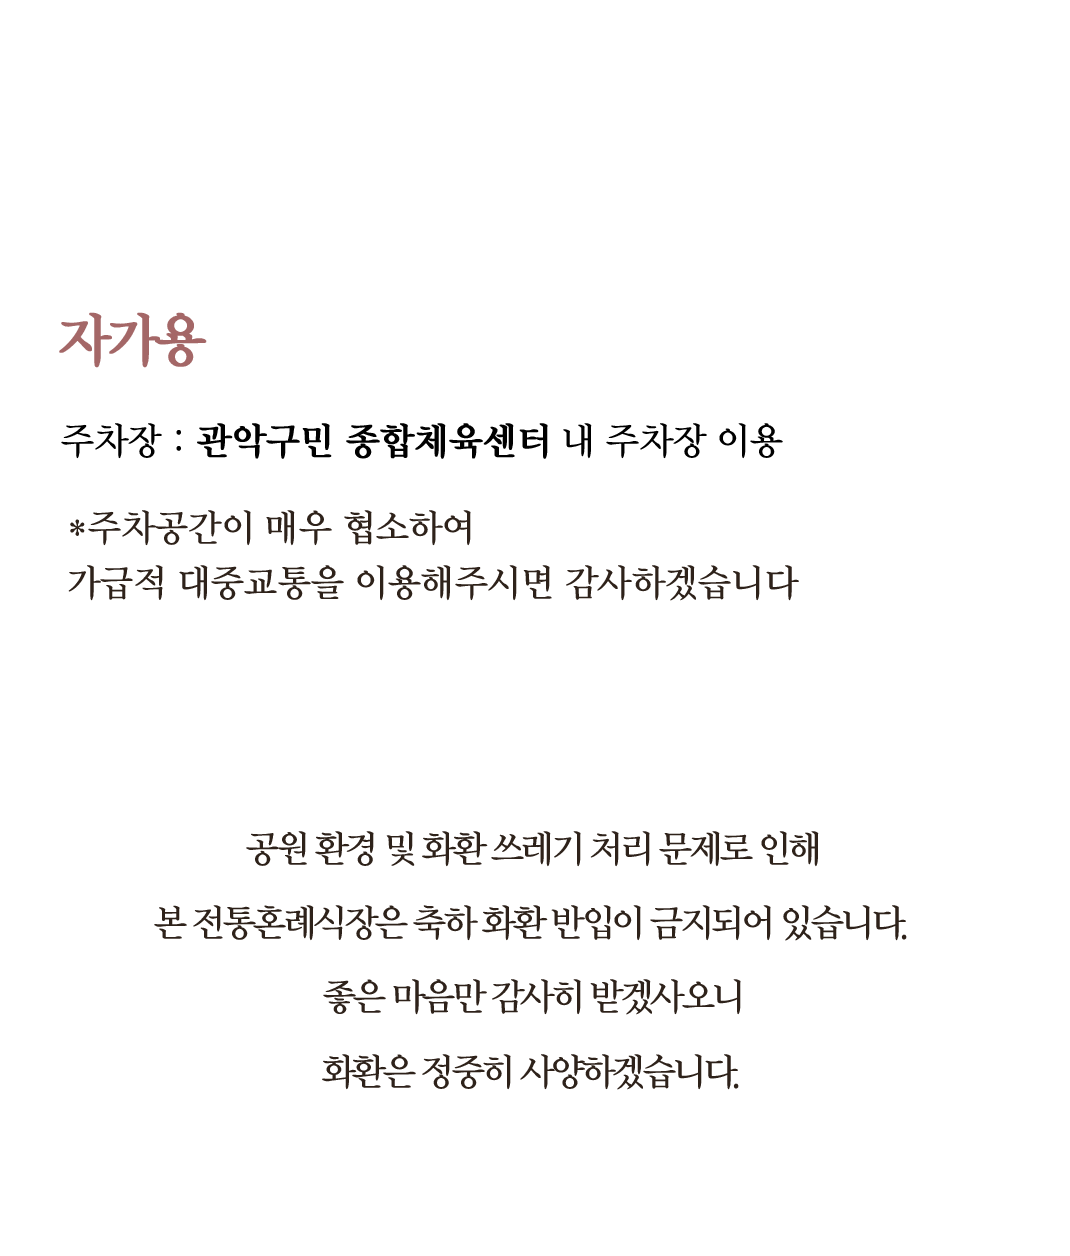 자가용
주차장 : 관악구민 종합체육센터 내 주차장 이용
*주차공간이 매우 협소하여
가급적 대중교통을 이용해주시면 감사하겠습니다
공원 환경 및 화환 쓰레기 처리 문제로 인해
본 전통혼례식장은 축하 화환 반입이 금지되어 있습니다.
좋은 마음만 감사히 받겠사오니
화환은 정중히 사양하겠습니다.